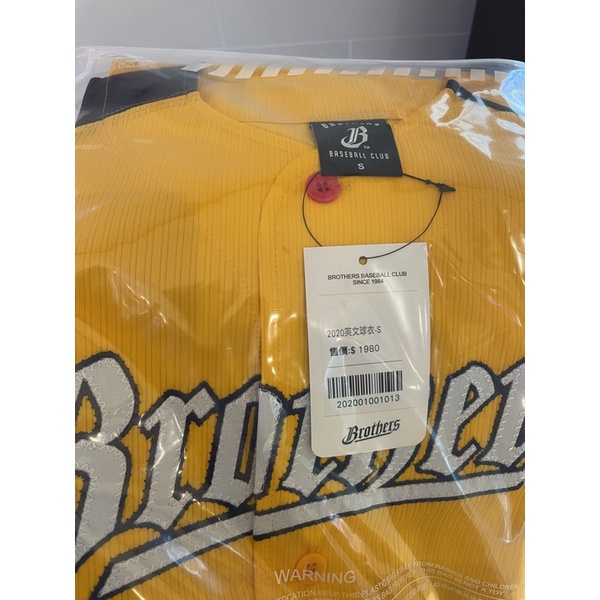 BROTHERS
B
TM
BASEBALL CLUB
S
BROTHERS BASEBALL CLUB
SINCE 1984
2020英文球衣-S
售價:$ 1980
202001001013
Brothers
Brothers
WARNING